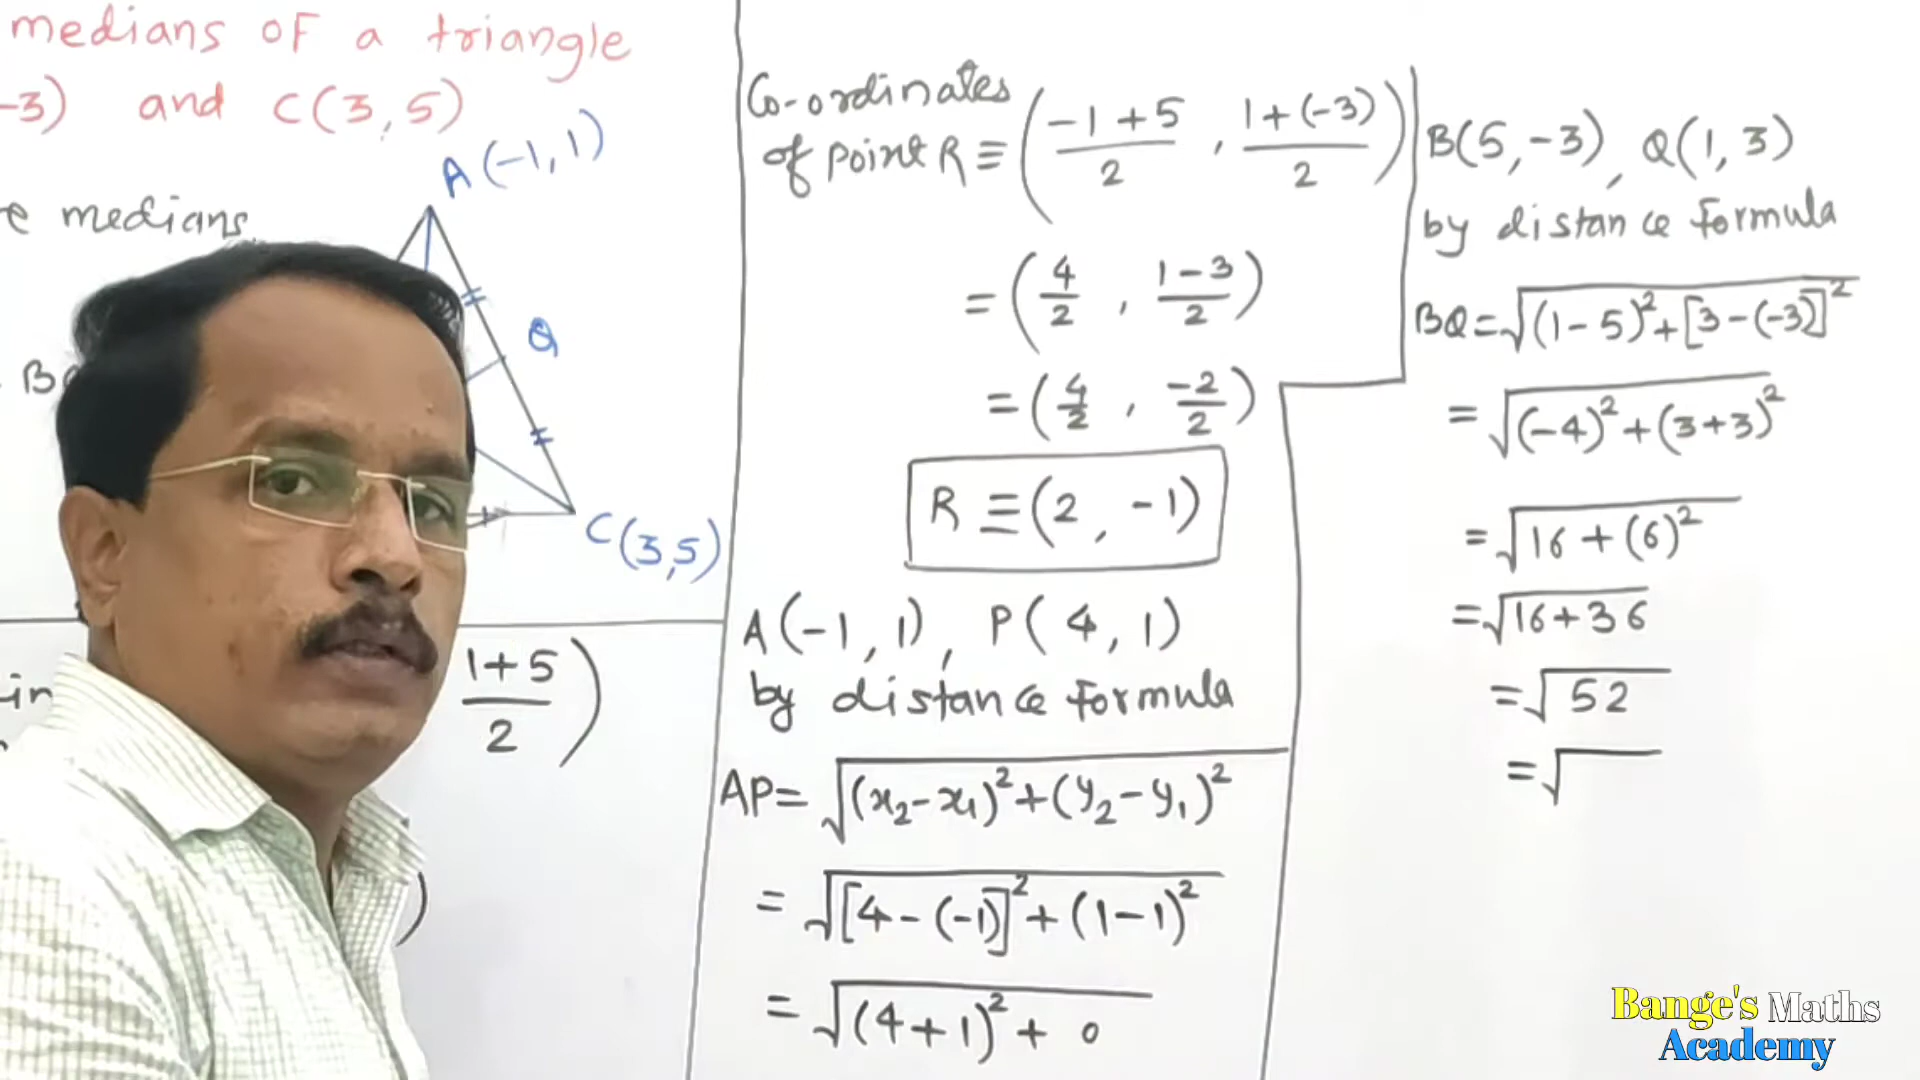 medians of a triangle
-3) and C(3,5)
A(-1,1)
medians
Q
C(3,5)
1+5
2
)
)
Co-ordinates
of point R ≡ ( (-1+5)/2 , (1+(-3))/2 )
= ( 4/2 , (1-3)/2 )
= ( 4/2 , -2/2 )
R ≡ (2, -1)
A(-1,1), P(4,1)
by distance formula
AP = √((x₂-x₁)²+(y₂-y₁)²)
= √([4-(-1)]²+(1-1)²)
= √((4+1)²+0
B(5,-3), Q(1,3)
by distance formula
BQ = √((1-5)²+[3-(-3)]²)
= √((-4)²+(3+3)²)
= √(16+(6)²)
= √(16+36)
= √52
= √
Bange's Maths
Academy